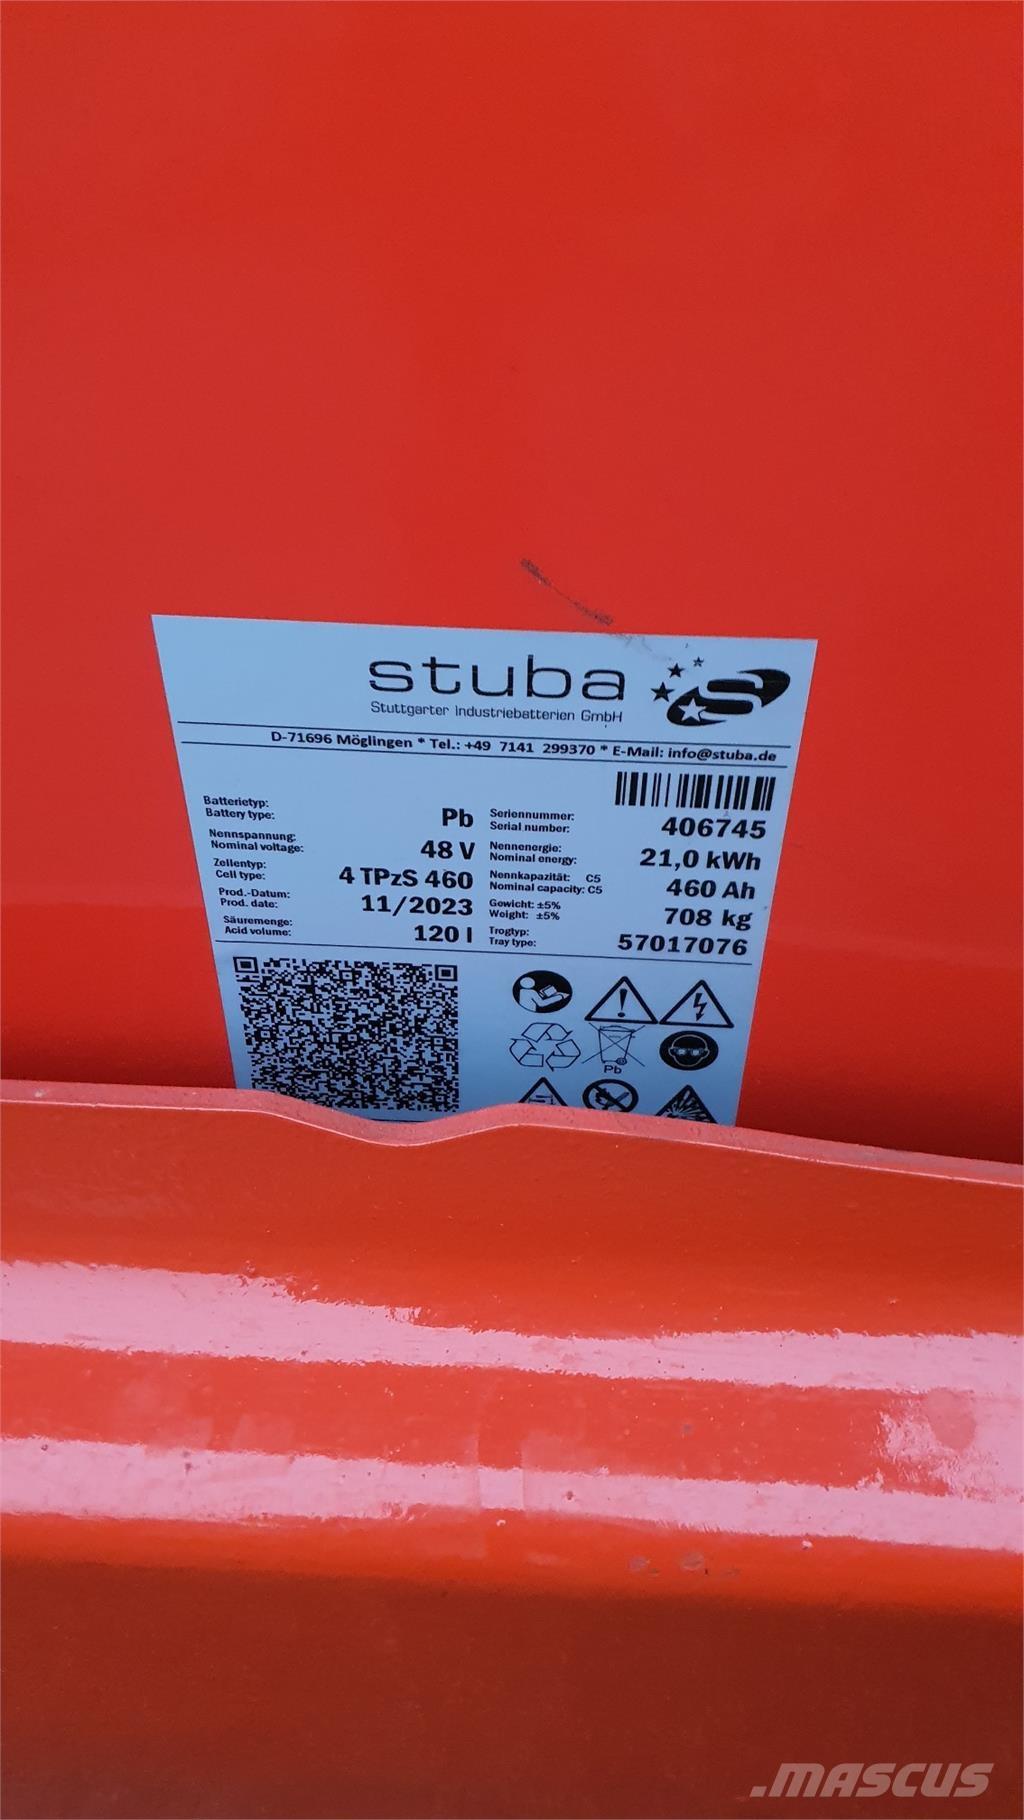 stuba
Stuttgarter Industriebatterien GmbH
D-71696 Möglingen * Tel.: +49 7141 299370 * E-Mail: info@stuba.de
Batterietyp:
Battery type: Pb
Seriennummer:
Serial number: 406745
Nennspannung:
Nominal voltage: 48 V
Nennenergie:
Nominal energy: 21,0 kWh
Zellentyp:
Cell type: 4 TPzS 460
Nennkapazität: C5
Nominal capacity: C5 460 Ah
Prod.-Datum:
Prod. date: 11/2023
Gewicht: ±5%
Weight: ±5% 708 kg
Säuremenge:
Acid volume: 120 l
Trogtyp:
Tray type: 57017076
Pb
.MASCUS